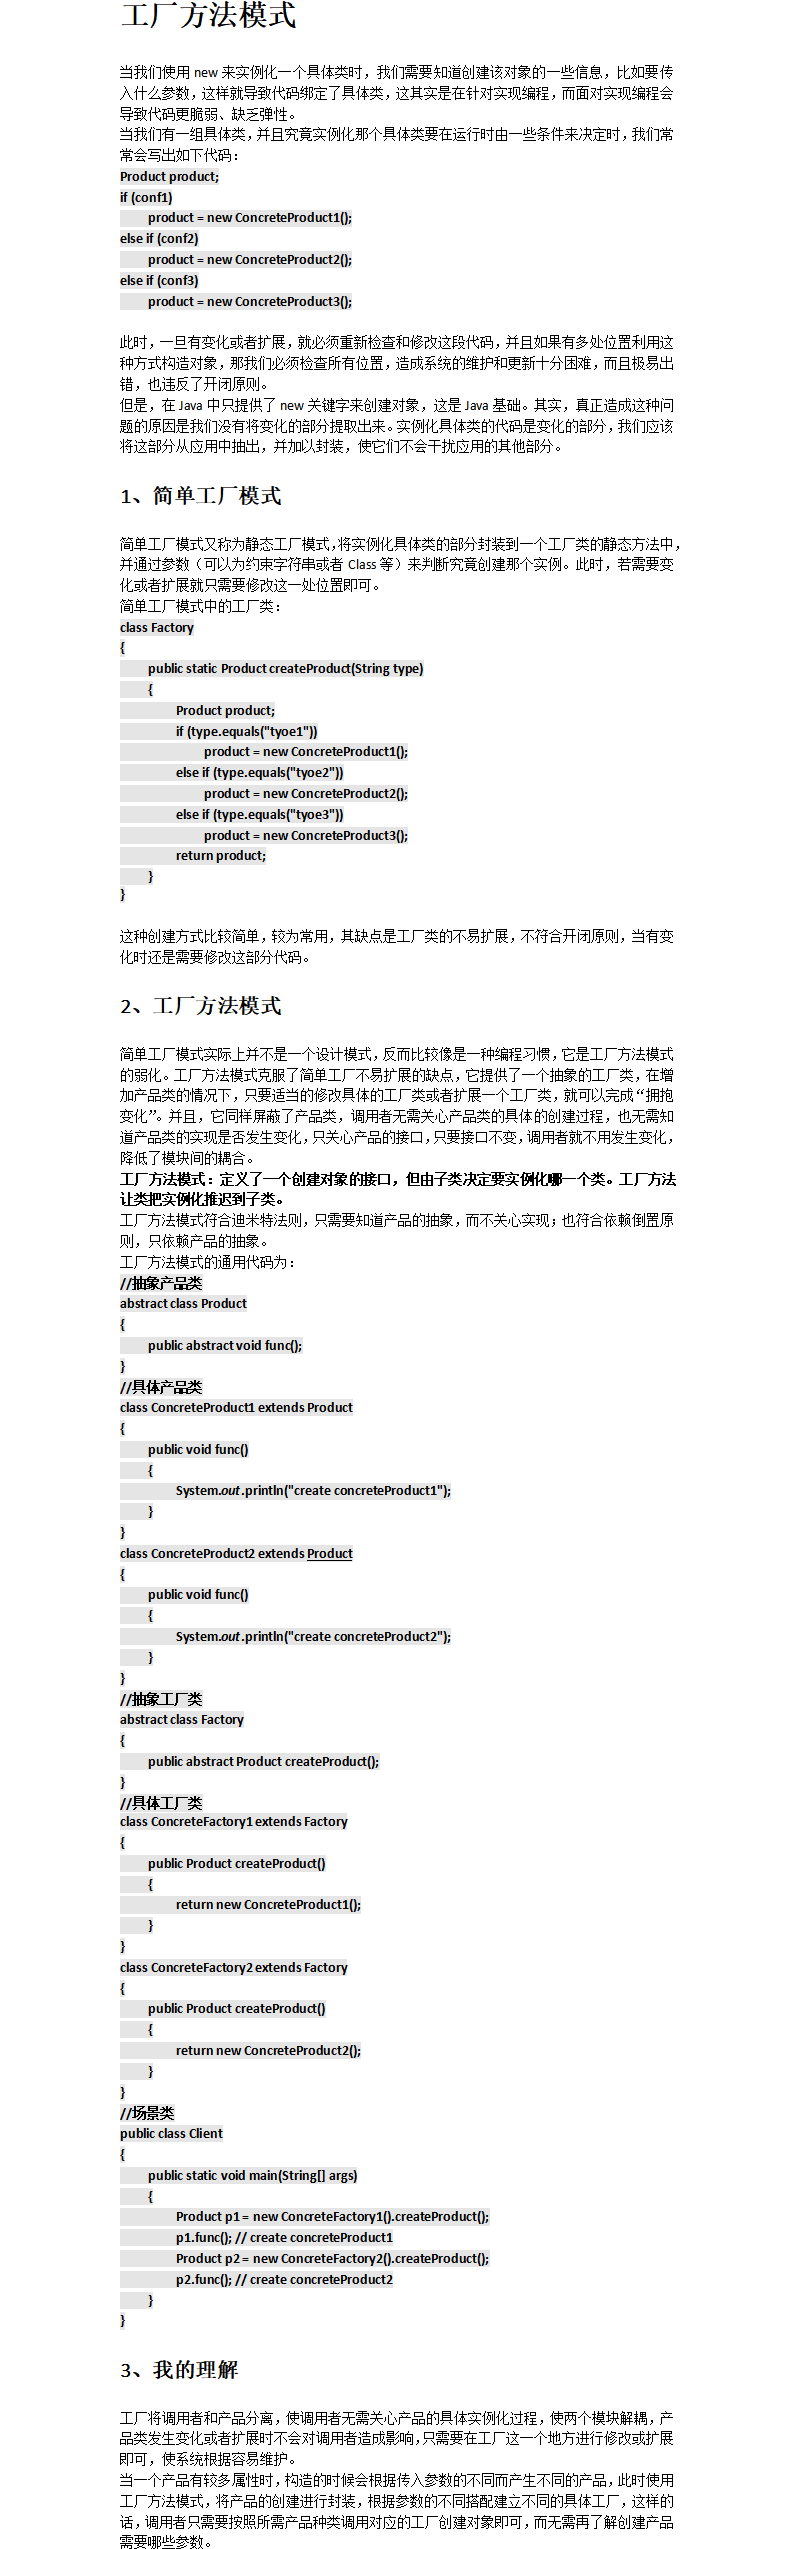 工厂方法模式
当我们使用 new 来实例化一个具体类时，我们需要知道创建该对象的一些信息，比如要传
入什么参数，这样就导致代码绑定了具体类，这其实是在针对实现编程，而面对实现编程会
导致代码更脆弱、缺乏弹性。
当我们有一组具体类，并且究竟实例化那个具体类要在运行时由一些条件来决定时，我们常
常会写出如下代码：
Product product;
if (conf1)
product = new ConcreteProduct1();
else if (conf2)
product = new ConcreteProduct2();
else if (conf3)
product = new ConcreteProduct3();
此时，一旦有变化或者扩展，就必须重新检查和修改这段代码，并且如果有多处位置利用这
种方式构造对象，那我们必须检查所有位置，造成系统的维护和更新十分困难，而且极易出
错，也违反了开闭原则。
但是，在 Java 中只提供了 new 关键字来创建对象，这是 Java 基础。其实，真正造成这种问
题的原因是我们没有将变化的部分提取出来。实例化具体类的代码是变化的部分，我们应该
将这部分从应用中抽出，并加以封装，使它们不会干扰应用的其他部分。
1、简单工厂模式
简单工厂模式又称为静态工厂模式，将实例化具体类的部分封装到一个工厂类的静态方法中，
并通过参数（可以为约束字符串或者 Class 等）来判断究竟创建那个实例。此时，若需要变
化或者扩展就只需要修改这一处位置即可。
简单工厂模式中的工厂类：
class Factory
{
public static Product createProduct(String type)
{
Product product;
if (type.equals("tyoe1"))
product = new ConcreteProduct1();
else if (type.equals("tyoe2"))
product = new ConcreteProduct2();
else if (type.equals("tyoe3"))
product = new ConcreteProduct3();
return product;
}
}
这种创建方式比较简单，较为常用，其缺点是工厂类的不易扩展，不符合开闭原则，当有变
化时还是需要修改这部分代码。
2、工厂方法模式
简单工厂模式实际上并不是一个设计模式，反而比较像是一种编程习惯，它是工厂方法模式
的弱化。工厂方法模式克服了简单工厂不易扩展的缺点，它提供了一个抽象的工厂类，在增
加产品类的情况下，只要适当的修改具体的工厂类或者扩展一个工厂类，就可以完成“拥抱
变化”。并且，它同样屏蔽了产品类，调用者无需关心产品类的具体的创建过程，也无需知
道产品类的实现是否发生变化，只关心产品的接口，只要接口不变，调用者就不用发生变化，
降低了模块间的耦合。
工厂方法模式：定义了一个创建对象的接口，但由子类决定要实例化哪一个类。工厂方法
让类把实例化推迟到子类。
工厂方法模式符合迪米特法则，只需要知道产品的抽象，而不关心实现；也符合依赖倒置原
则，只依赖产品的抽象。
工厂方法模式的通用代码为：
//抽象产品类
abstract class Product
{
public abstract void func();
}
//具体产品类
class ConcreteProduct1 extends Product
{
public void func()
{
System.out.println("create concreteProduct1");
}
}
class ConcreteProduct2 extends Product
{
public void func()
{
System.out.println("create concreteProduct2");
}
}
//抽象工厂类
abstract class Factory
{
public abstract Product createProduct();
}
//具体工厂类
class ConcreteFactory1 extends Factory
{
public Product createProduct()
{
return new ConcreteProduct1();
}
}
class ConcreteFactory2 extends Factory
{
public Product createProduct()
{
return new ConcreteProduct2();
}
}
//场景类
public class Client
{
public static void main(String[] args)
{
Product p1 = new ConcreteFactory1().createProduct();
p1.func(); // create concreteProduct1
Product p2 = new ConcreteFactory2().createProduct();
p2.func(); // create concreteProduct2
}
}
3、我的理解
工厂将调用者和产品分离，使调用者无需关心产品的具体实例化过程，使两个模块解耦，产
品类发生变化或者扩展时不会对调用者造成影响，只需要在工厂这一个地方进行修改或扩展
即可，使系统根据容易维护。
当一个产品有较多属性时，构造的时候会根据传入参数的不同而产生不同的产品，此时使用
工厂方法模式，将产品的创建进行封装，根据参数的不同搭配建立不同的具体工厂，这样的
话，调用者只需要按照所需产品种类调用对应的工厂创建对象即可，而无需再了解创建产品
需要哪些参数。